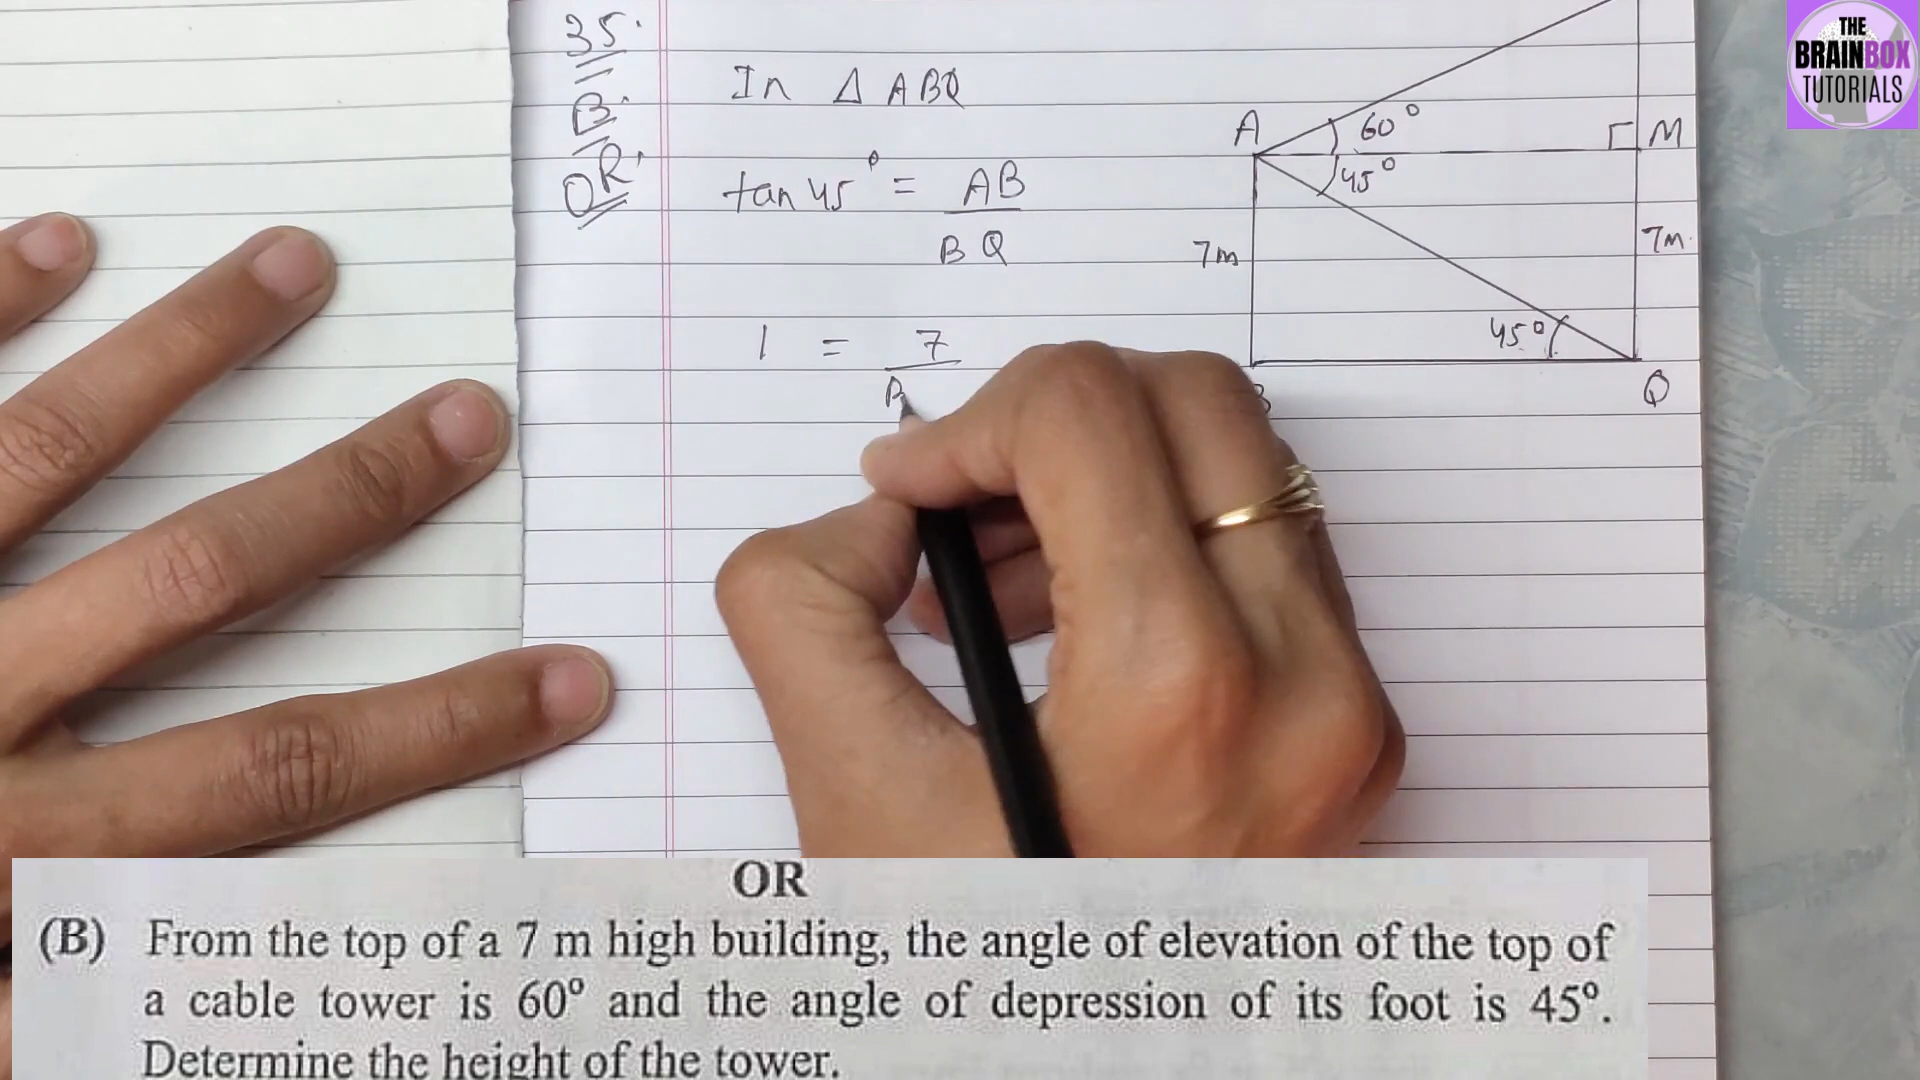 35.
B.
OR.
In Δ ABQ
tan 45° = AB
BQ
1 = 7
B
A
60°
45°
M
7m
7m.
45°
Q
THE
BRAINBOX
TUTORIALS
OR
(B) From the top of a 7 m high building, the angle of elevation of the top of
a cable tower is 60° and the angle of depression of its foot is 45°.
Determine the height of the tower.